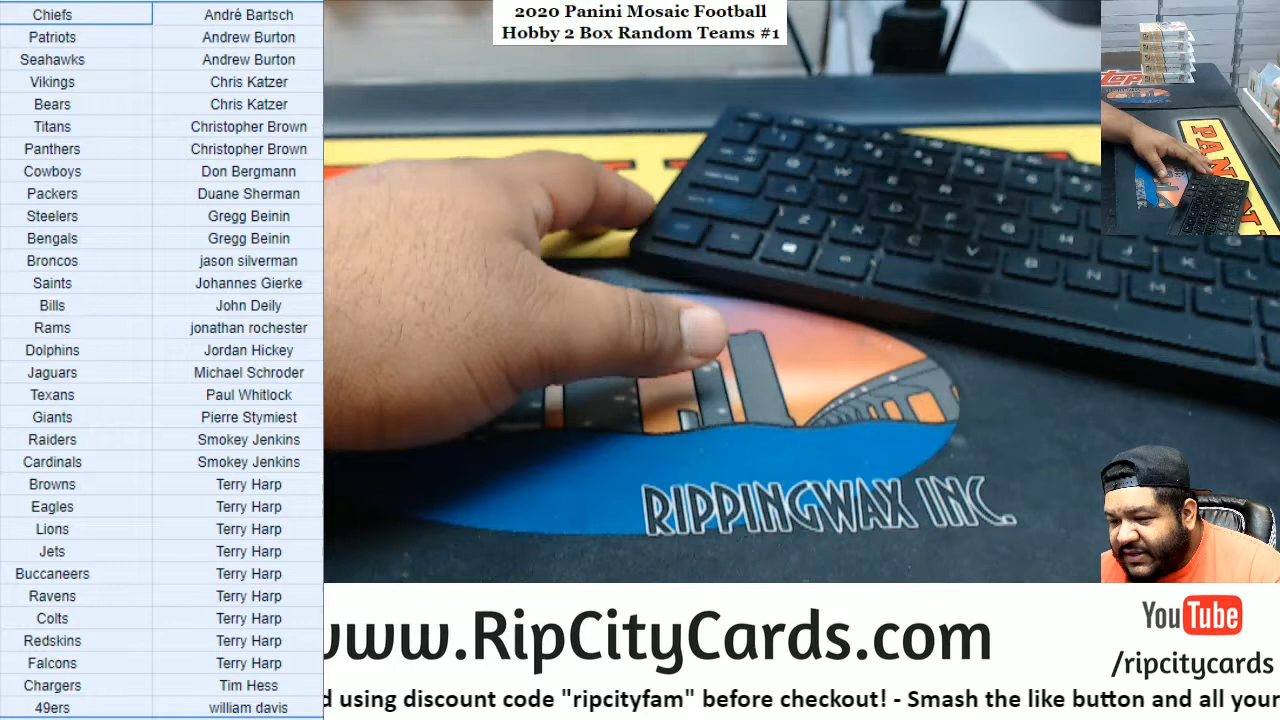 2020 Panini Mosaic Football
Hobby 2 Box Random Teams #1
Chiefs André Bartsch
Patriots Andrew Burton
Seahawks Andrew Burton
Vikings Chris Katzer
Bears Chris Katzer
Titans Christopher Brown
Panthers Christopher Brown
Cowboys Don Bergmann
Packers Duane Sherman
Steelers Gregg Beinin
Bengals Gregg Beinin
Broncos jason silverman
Saints Johannes Gierke
Bills John Deily
Rams jonathan rochester
Dolphins Jordan Hickey
Jaguars Michael Schroder
Texans Paul Whitlock
Giants Pierre Stymiest
Raiders Smokey Jenkins
Cardinals Smokey Jenkins
Browns Terry Harp
Eagles Terry Harp
Lions Terry Harp
Jets Terry Harp
Buccaneers Terry Harp
Ravens Terry Harp
Colts Terry Harp
Redskins Terry Harp
Falcons Terry Harp
Chargers Tim Hess
49ers william davis
RIPPINGWAX INC.
www.RipCityCards.com
YouTube
/ripcitycards
d using discount code "ripcityfam" before checkout! - Smash the like button and all your